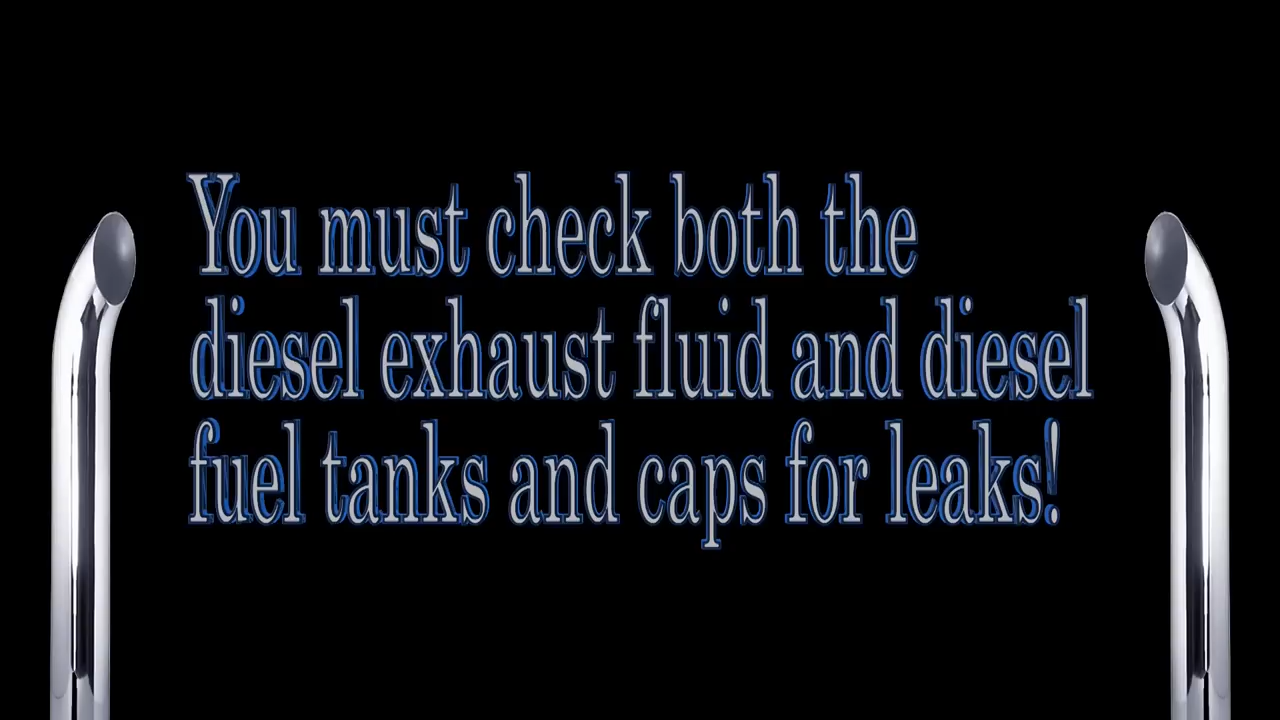 You must check both the
diesel exhaust fluid and diesel
fuel tanks and caps for leaks!